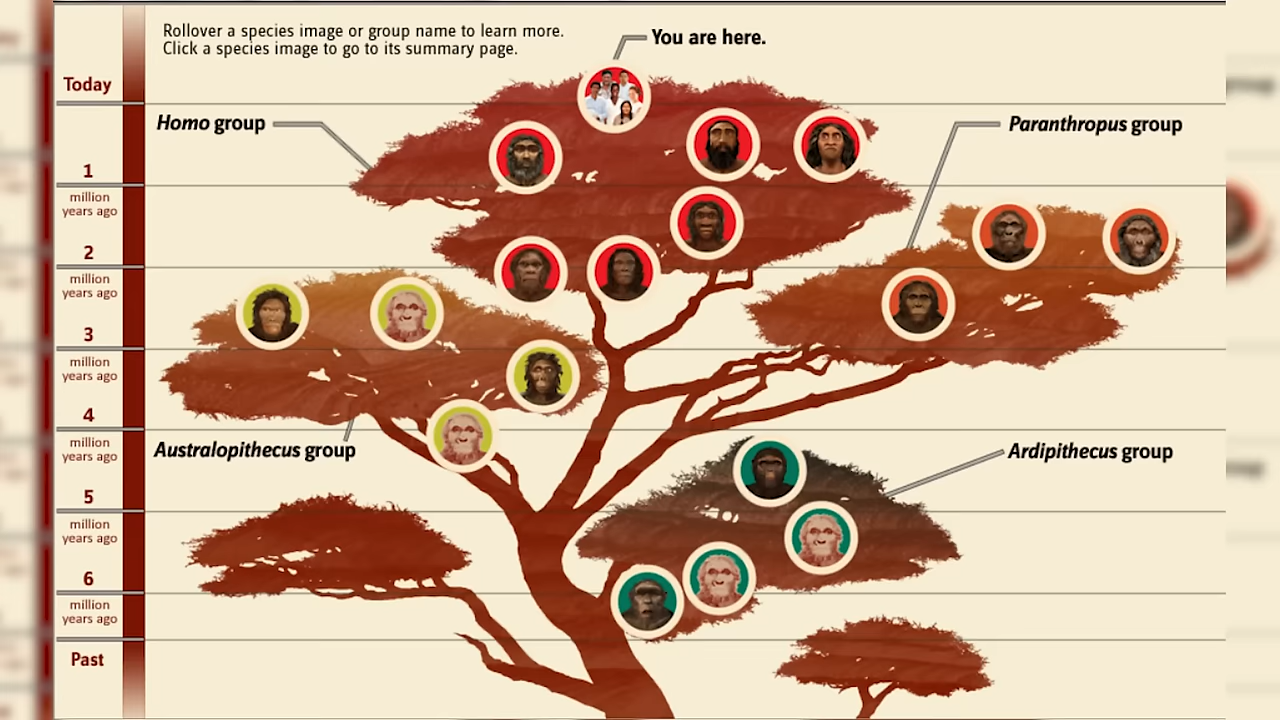 Rollover a species image or group name to learn more.
Click a species image to go to its summary page.
You are here.
Today
Homo group
Paranthropus group
1
million
years ago
2
million
years ago
3
million
years ago
4
million
years ago
Australopithecus group
Ardipithecus group
5
million
years ago
6
million
years ago
Past